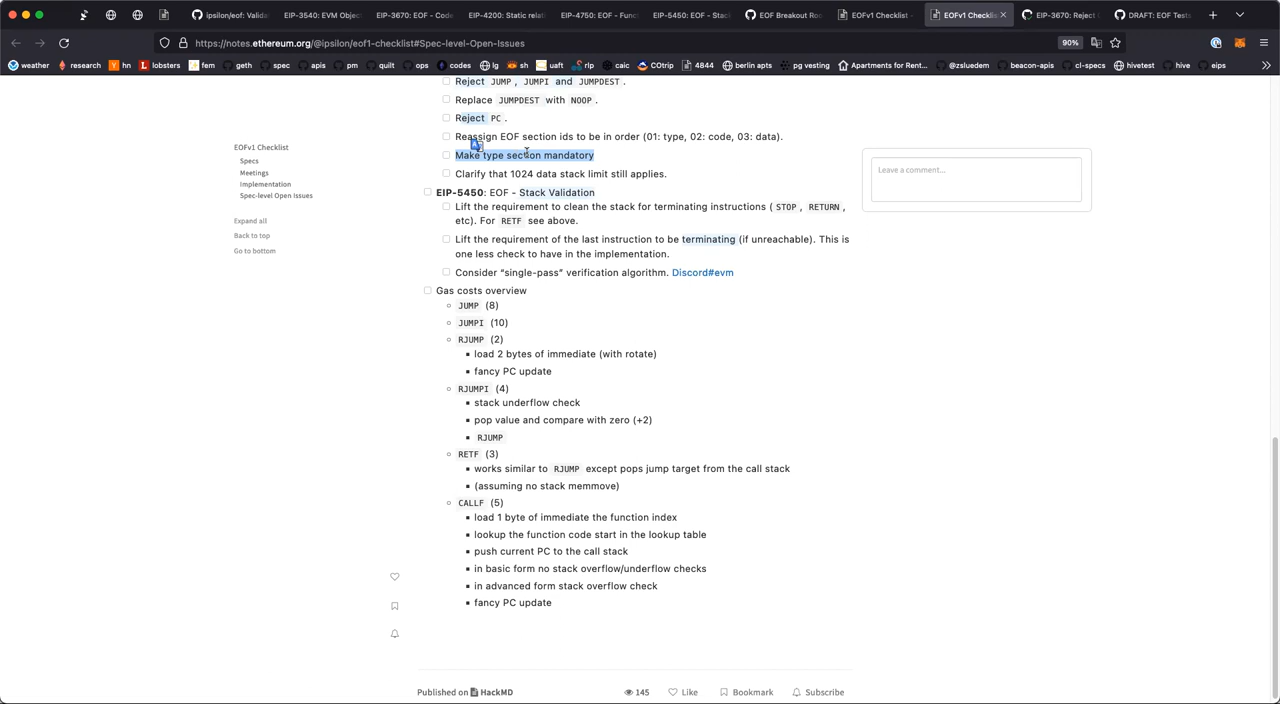 ipsilon/eof: Valida
EIP-3540: EVM Objec
EIP-3670: EOF - Cod
EIP-4200: Static relati
EIP-4750: EOF - Func
EIP-5450: EOF - Stack
EOF Breakout Roo
EOFv1 Checklist -
EOFv1 Checklis
EIP-3670: Reject
DRAFT: EOF Tests
https://notes.ethereum.org/@ipsilon/eof1-checklist#Spec-level-Open-Issues
90%
weather
research
hn
lobsters
fem
geth
spec
apis
pm
quilt
ops
codes
lg
sh
uaft
rlp
calc
COtrip
4844
berlin apts
pg vesting
Apartments for Rent...
@zsluedem
beacon-apis
cl-specs
hivetest
hive
eips
EOFv1 Checklist
Specs
Meetings
Implementation
Spec-level Open Issues
Expand all
Back to top
Go to bottom
Reject JUMP, JUMPI and JUMPDEST.
Replace JUMPDEST with NOOP.
Reject PC.
Reassign EOF section ids to be in order (01: type, 02: code, 03: data).
Make type section mandatory
Clarify that 1024 data stack limit still applies.
EIP-5450: EOF - Stack Validation
Lift the requirement to clean the stack for terminating instructions (STOP, RETURN,
etc). For RETF see above.
Lift the requirement of the last instruction to be terminating (if unreachable). This is
one less check to have in the implementation.
Consider “single-pass” verification algorithm. Discord#evm
Gas costs overview
JUMP (8)
JUMPI (10)
RJUMP (2)
load 2 bytes of immediate (with rotate)
fancy PC update
RJUMPI (4)
stack underflow check
pop value and compare with zero (+2)
RJUMP
RETF (3)
works similar to RJUMP except pops jump target from the call stack
(assuming no stack memmove)
CALLF (5)
load 1 byte of immediate the function index
lookup the function code start in the lookup table
push current PC to the call stack
in basic form no stack overflow/underflow checks
in advanced form stack overflow check
fancy PC update
Leave a comment...
Published on HackMD
145
Like
Bookmark
Subscribe